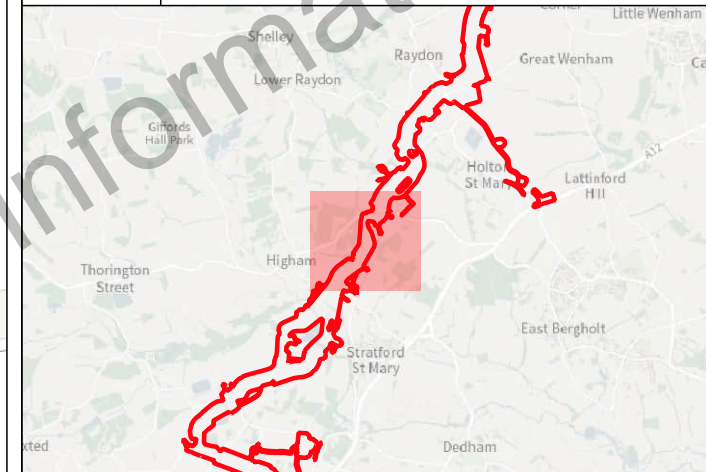 Little Wenham
Shelley
Raydon
Great Wenham
Lower Raydon
Giffords
Hall Park
Informat
A12
Holton
St Mary
Lattinford
Hill
Higham
Thorington
Street
East Bergholt
Stratford
St Mary
Dedham
xted